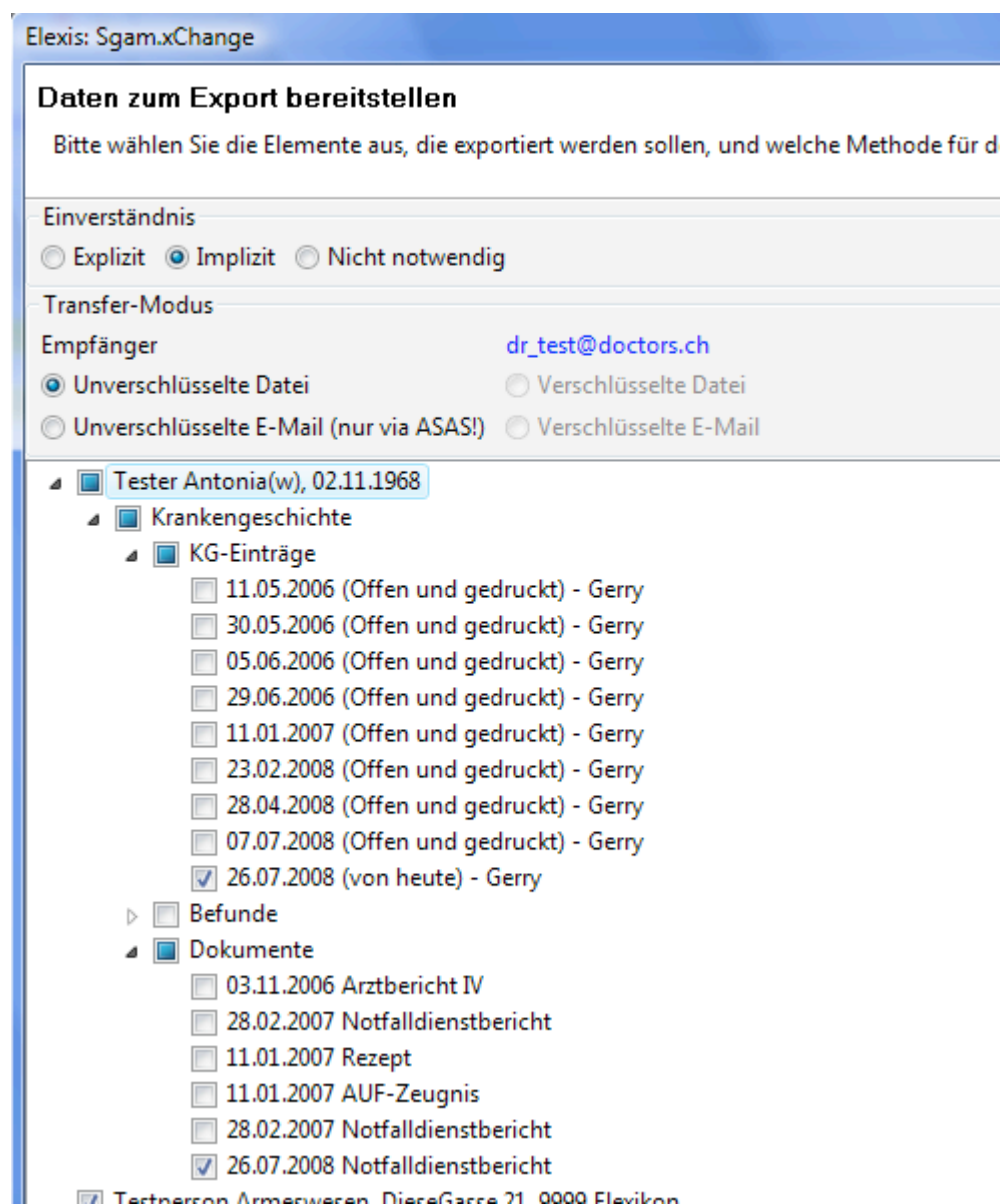 Elexis: Sgam.xChange
Daten zum Export bereitstellen
Bitte wählen Sie die Elemente aus, die exportiert werden sollen, und welche Methode für
Einverständnis
Explizit Implizit Nicht notwendig
Transfer-Modus
Empfänger dr_test@doctors.ch
Unverschlüsselte Datei Verschlüsselte Datei
Unverschlüsselte E-Mail (nur via ASAS!) Verschlüsselte E-Mail
Tester Antonia(w), 02.11.1968
Krankengeschichte
KG-Einträge
11.05.2006 (Offen und gedruckt) - Gerry
30.05.2006 (Offen und gedruckt) - Gerry
05.06.2006 (Offen und gedruckt) - Gerry
29.06.2006 (Offen und gedruckt) - Gerry
11.01.2007 (Offen und gedruckt) - Gerry
23.02.2008 (Offen und gedruckt) - Gerry
28.04.2008 (Offen und gedruckt) - Gerry
07.07.2008 (Offen und gedruckt) - Gerry
26.07.2008 (von heute) - Gerry
Befunde
Dokumente
03.11.2006 Arztbericht IV
28.02.2007 Notfalldienstbericht
11.01.2007 Rezept
11.01.2007 AUF-Zeugnis
28.02.2007 Notfalldienstbericht
26.07.2008 Notfalldienstbericht
Testperson Armeswesen, DieseGasse 21, 9999 Elexikon